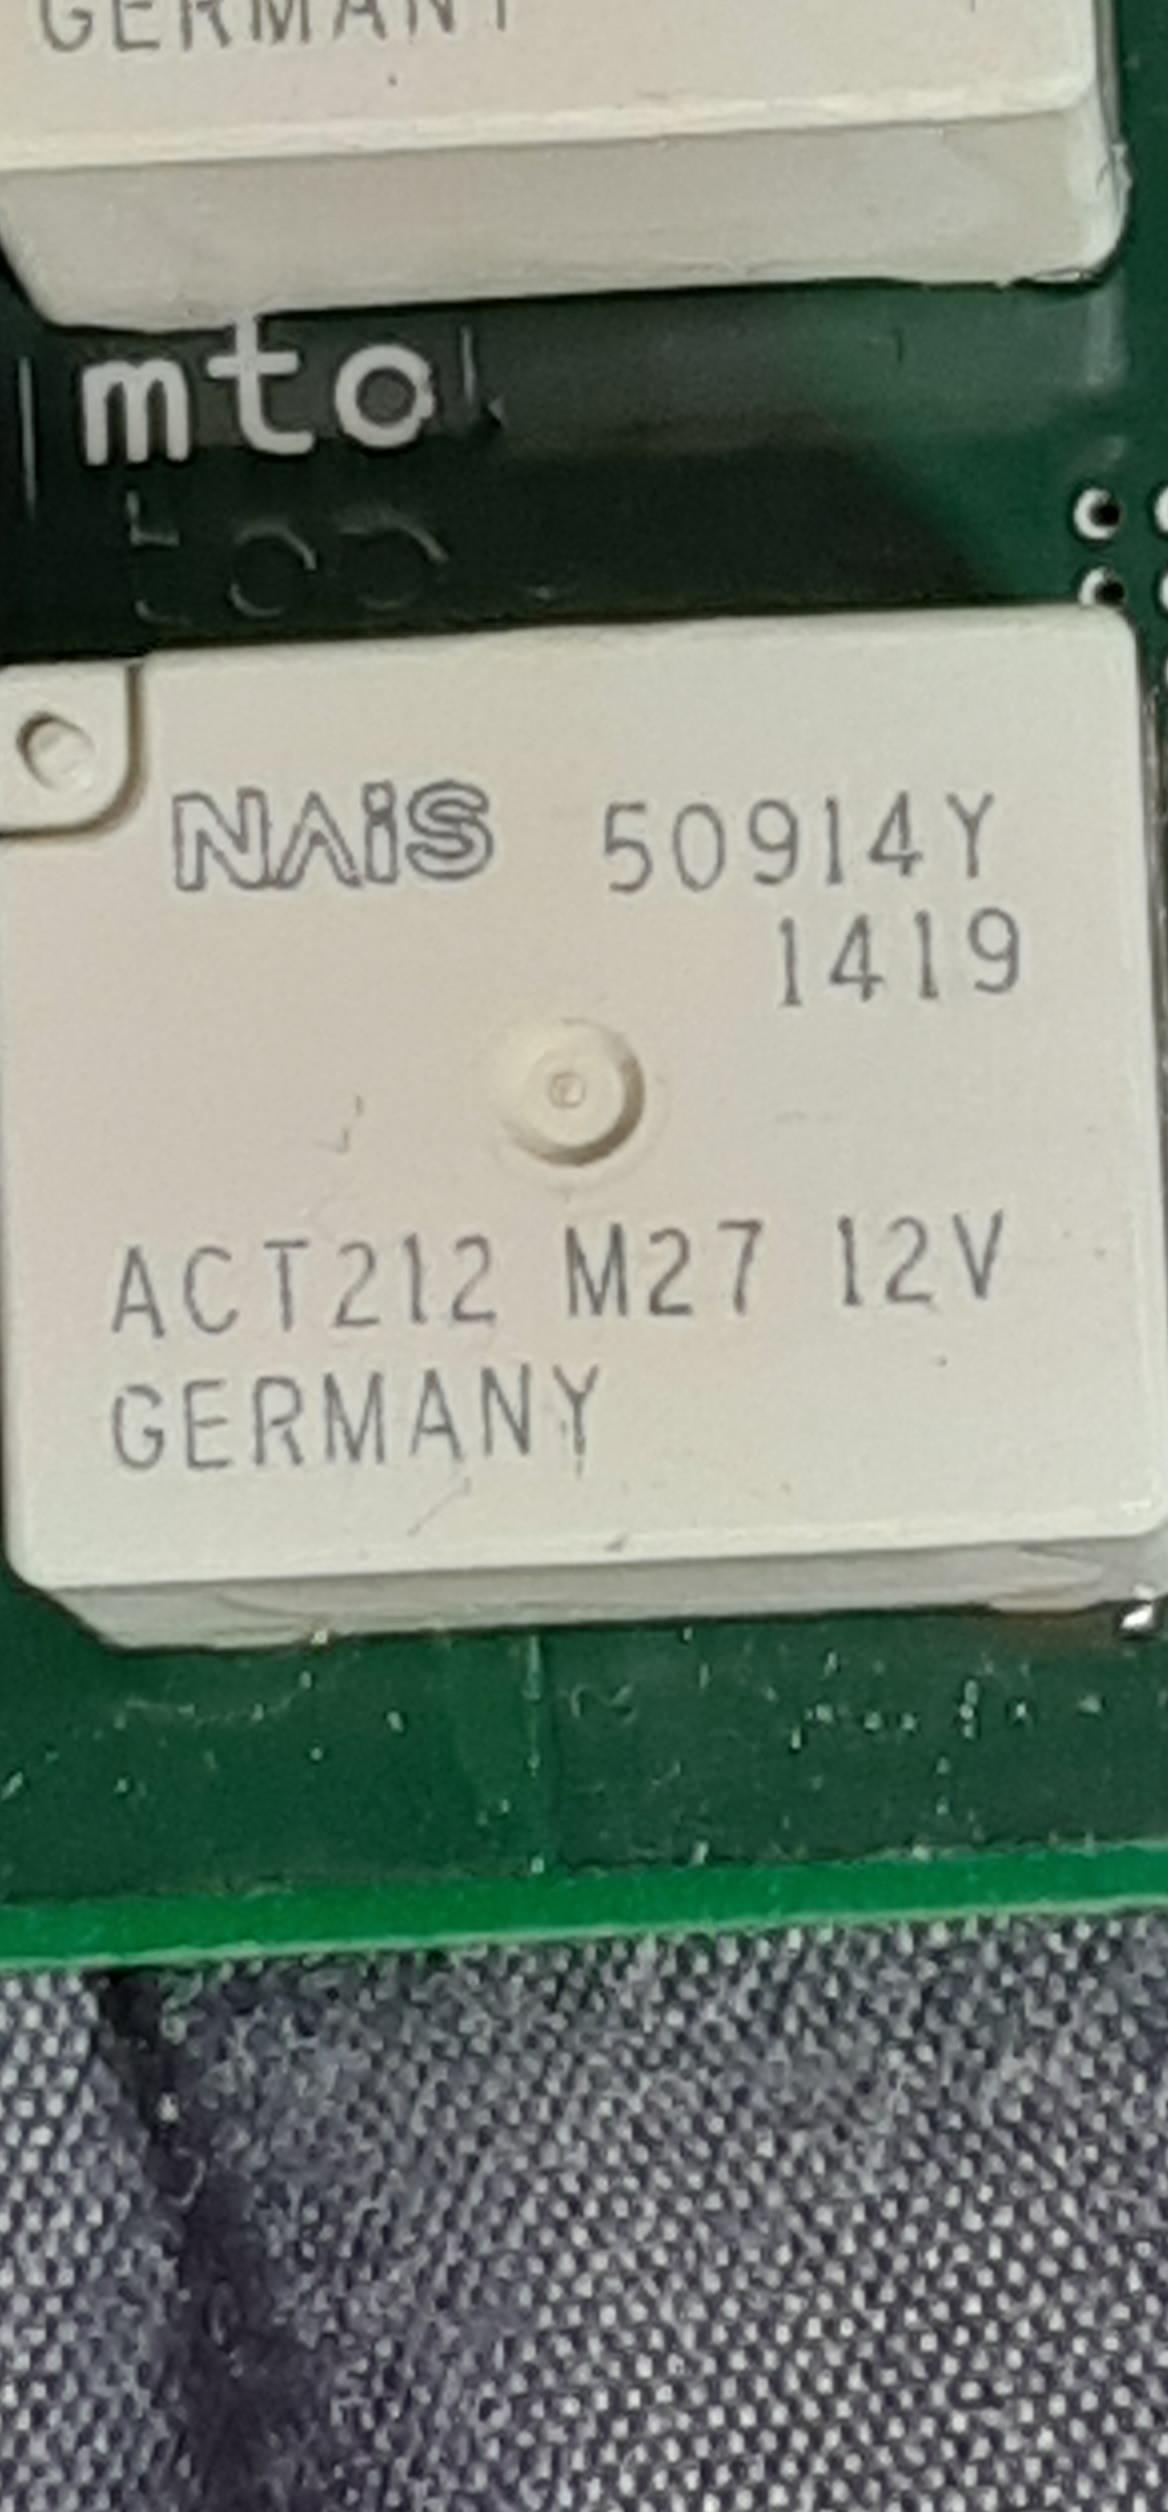 GERMANY
mto
NAiS 50914Y
1419
ACT212 M27 12V
GERMANY